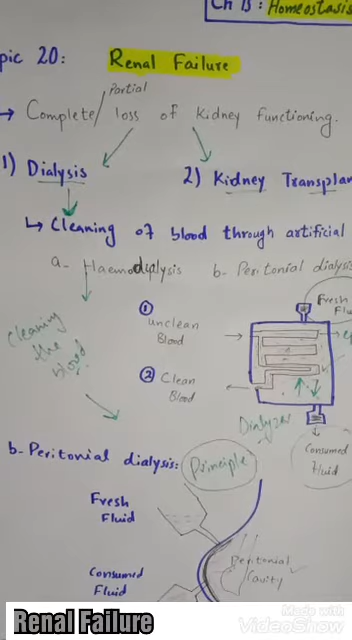 Ch 15: Homeostasis
pic 20: Renal Failure
→ Complete/Partial loss of kidney functioning.
1) Dialysis
2) Kidney Transplan
↳ Cleaning of blood through artificial
a- Haemodialysis
b- Peritonial dialysis
Cleaning
the
blood
① unclean
Blood
② Clean
Blood
Fresh
Flu
Dialyzer
Consumed
Fluid
b- Peritonial dialysis: Principle
Fresh
Fluid
Peritonial
Cavity
Consumed
Fluid
Renal Failure
Made with
VideoShow